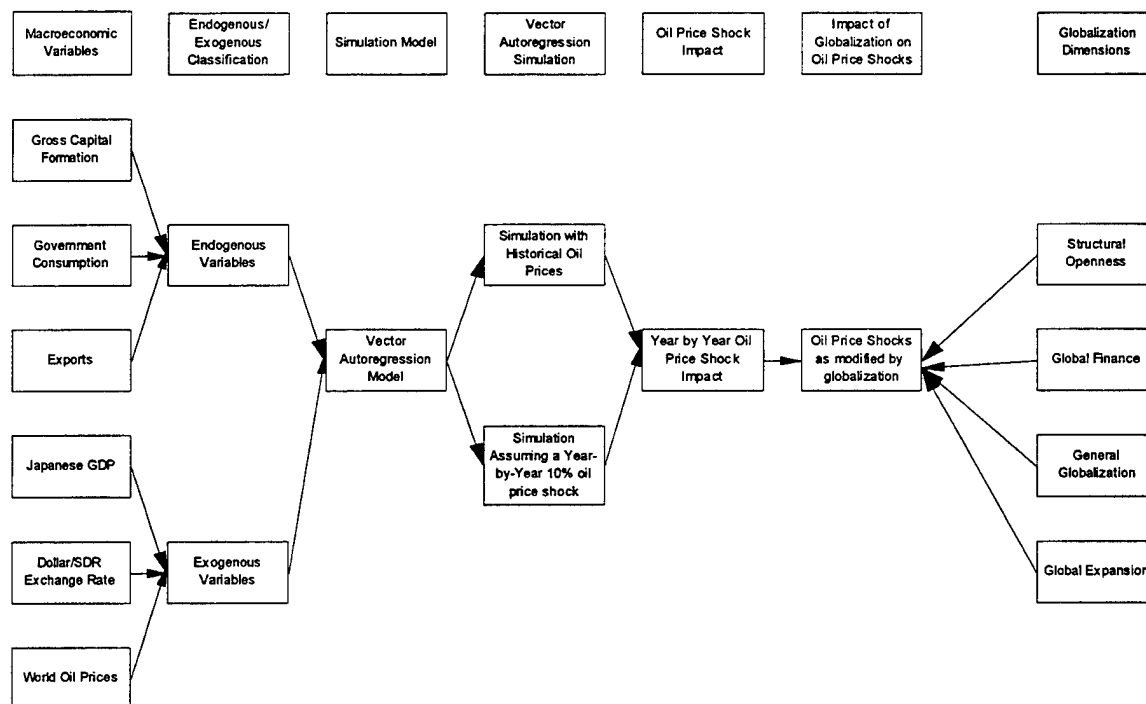 Macroeconomic
Variables
Endogenous/
Exogenous
Classification
Simulation Model
Vector
Autoregression
Simulation
Oil Price Shock
Impact
Impact of
Globalization on
Oil Price Shocks
Globalization
Dimensions
Gross Capital
Formation
Government
Consumption
Exports
Japanese GDP
Dollar/SDR
Exchange Rate
World Oil Prices
Endogenous
Variables
Exogenous
Variables
Vector
Autoregression
Model
Simulation with
Historical Oil
Prices
Simulation
Assuming a Year-
by-Year 10% oil
price shock
Year by Year Oil
Price Shock
Impact
Oil Price Shocks
as modified by
globalization
Structural
Openness
Global Finance
General
Globalization
Global Expansion